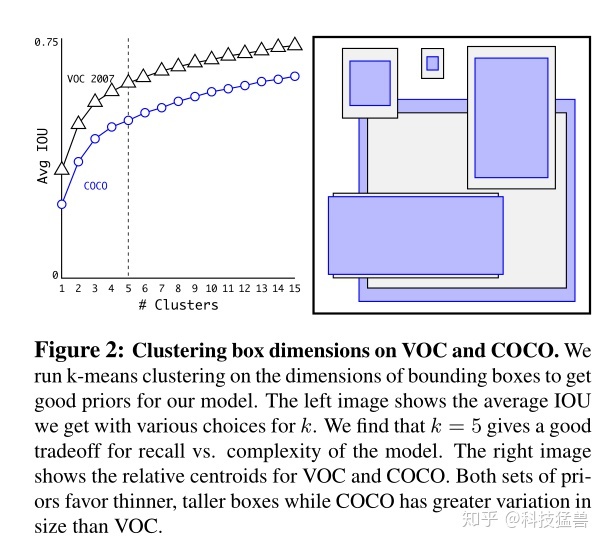 0.75
VOC 2007
Avg IOU
COCO
0
1 2 3 4 5 6 7 8 9 10 11 12 13 14 15
# Clusters
Figure 2: Clustering box dimensions on VOC and COCO. We
run k-means clustering on the dimensions of bounding boxes to get
good priors for our model. The left image shows the average IOU
we get with various choices for k. We find that k = 5 gives a good
tradeoff for recall vs. complexity of the model. The right image
shows the relative centroids for VOC and COCO. Both sets of pri-
ors favor thinner, taller boxes while COCO has greater variation in
size than VOC.
知乎 @科技猛兽